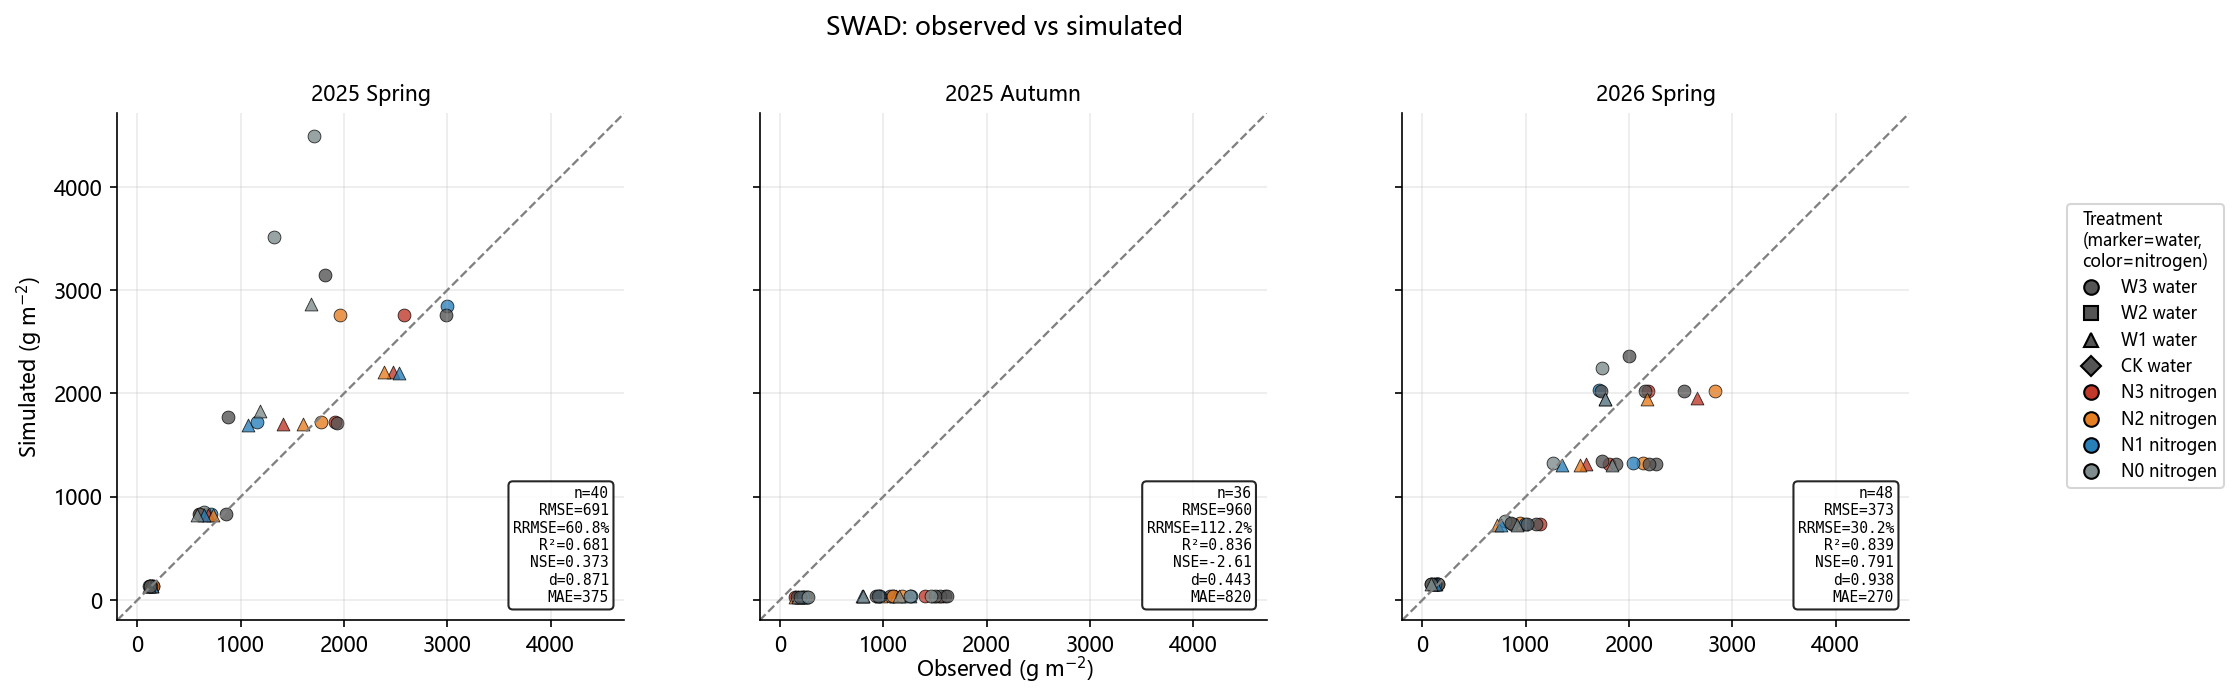 SWAD: observed vs simulated
2025 Spring
2025 Autumn
2026 Spring
Simulated (g m⁻²)
4000
3000
2000
1000
0
n=40
RMSE=691
RRMSE=60.8%
R²=0.681
NSE=0.373
d=0.871
MAE=375
n=36
RMSE=960
RRMSE=112.2%
R²=0.836
NSE=-2.61
d=0.443
MAE=820
n=48
RMSE=373
RRMSE=30.2%
R²=0.839
NSE=0.791
d=0.938
MAE=270
0 1000 2000 3000 4000
0 1000 2000 3000 4000
0 1000 2000 3000 4000
Observed (g m⁻²)
Treatment
(marker=water,
color=nitrogen)
W3 water
W2 water
W1 water
CK water
N3 nitrogen
N2 nitrogen
N1 nitrogen
N0 nitrogen